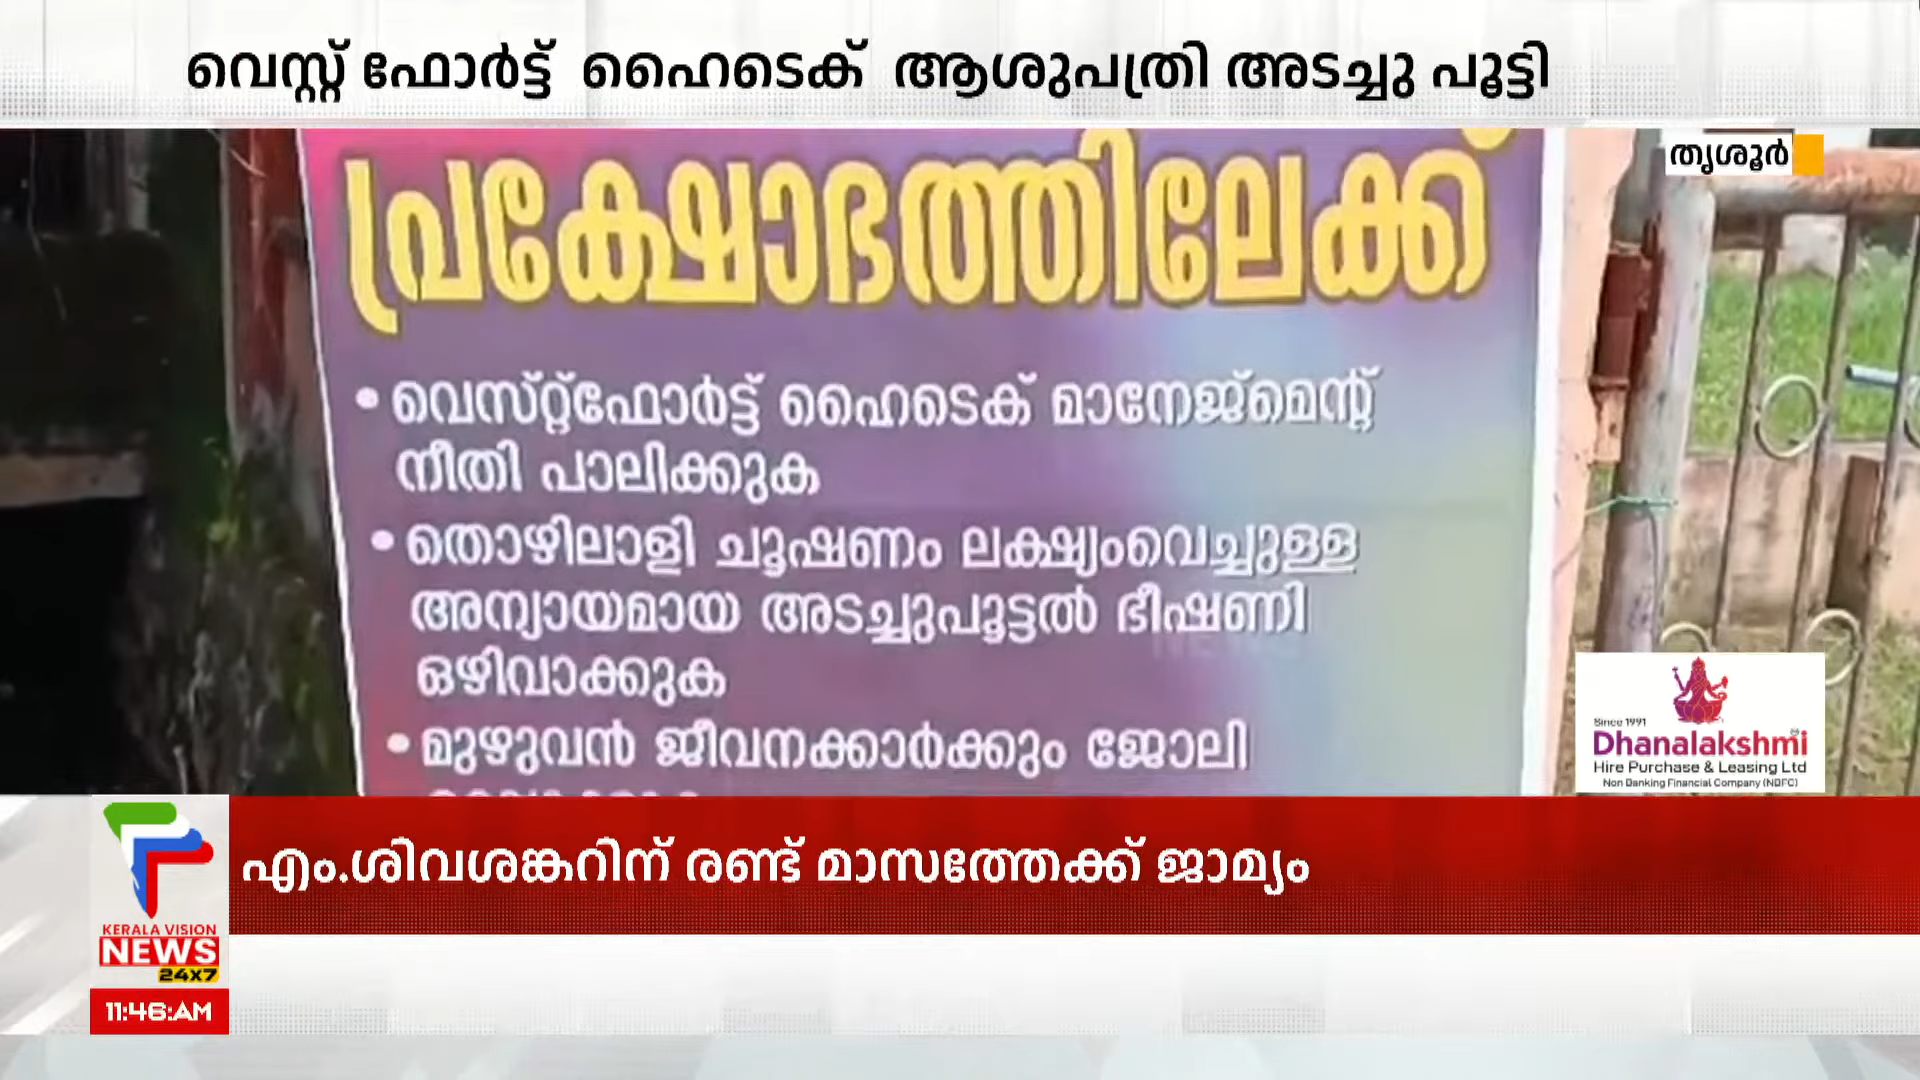 വെസ്റ്റ് ഫോർട്ട് ഹൈടെക് ആശുപത്രി അടച്ചു പൂട്ടി
തൃശൂർ
പ്രക്ഷോഭത്തിലേക്ക്
• വെസ്റ്റ്ഫോർട്ട് ഹൈടെക് മാനേജ്മെന്റ്
നീതി പാലിക്കുക
• തൊഴിലാളി ചൂഷണം ലക്ഷ്യംവെച്ചുള്ള
അന്യായമായ അടച്ചുപൂട്ടൽ ഭീഷണി
ഒഴിവാക്കുക
• മുഴുവൻ ജീവനക്കാർക്കും ജോലി
Since 1991
Dhanalakshmi
Hire Purchase & Leasing Ltd
Non Banking Financial Company (NBFC)
എം.ശിവശങ്കറിന് രണ്ട് മാസത്തേക്ക് ജാമ്യം
KERALA VISION
NEWS
24x7
11:46:AM